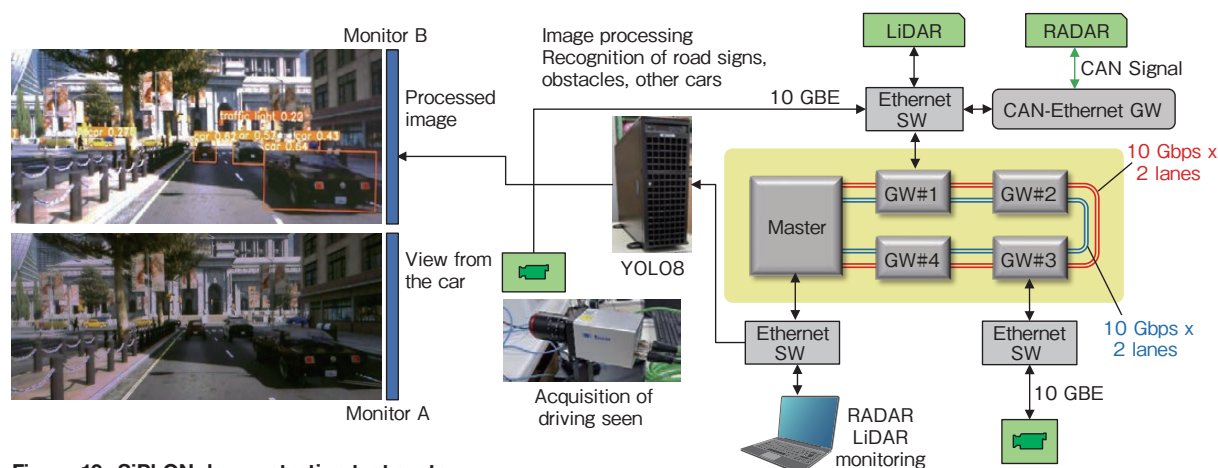 Monitor B
Processed
image
View from
the car
Monitor A
car 0.270
traffic light 0.22
car 0.62
car 0.57
car 0.43
car 0.64
Image processing
Recognition of road signs,
obstacles, other cars
10 GBE
YOLO8
Acquisition of
driving seen
LiDAR
RADAR
CAN Signal
Ethernet
SW
CAN-Ethernet GW
10 Gbps x
2 lanes
Master
GW#1
GW#2
GW#4
GW#3
10 Gbps x
2 lanes
Ethernet
SW
Ethernet
SW
10 GBE
RADAR
LiDAR
monitoring